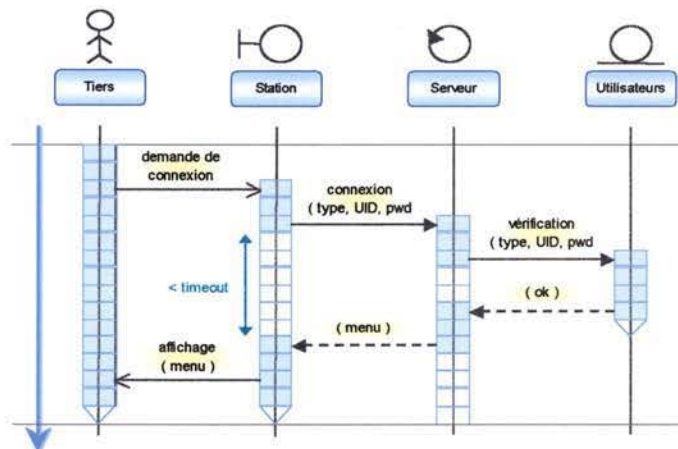 Tiers
Station
Serveur
Utilisateurs
demande de
connexion
connexion
( type, UID, pwd
vérification
( type, UID, pwd
< timeout
( ok )
( menu )
affichage
( menu )